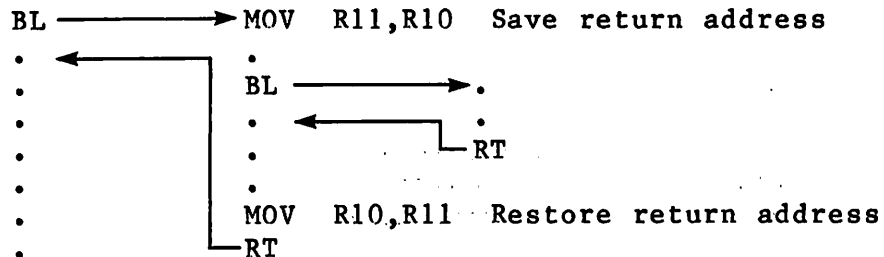 BL MOV R11,R10 Save return address
. .
. BL .
. . .
. . RT
. .
. MOV R10,R11 Restore return address
. RT